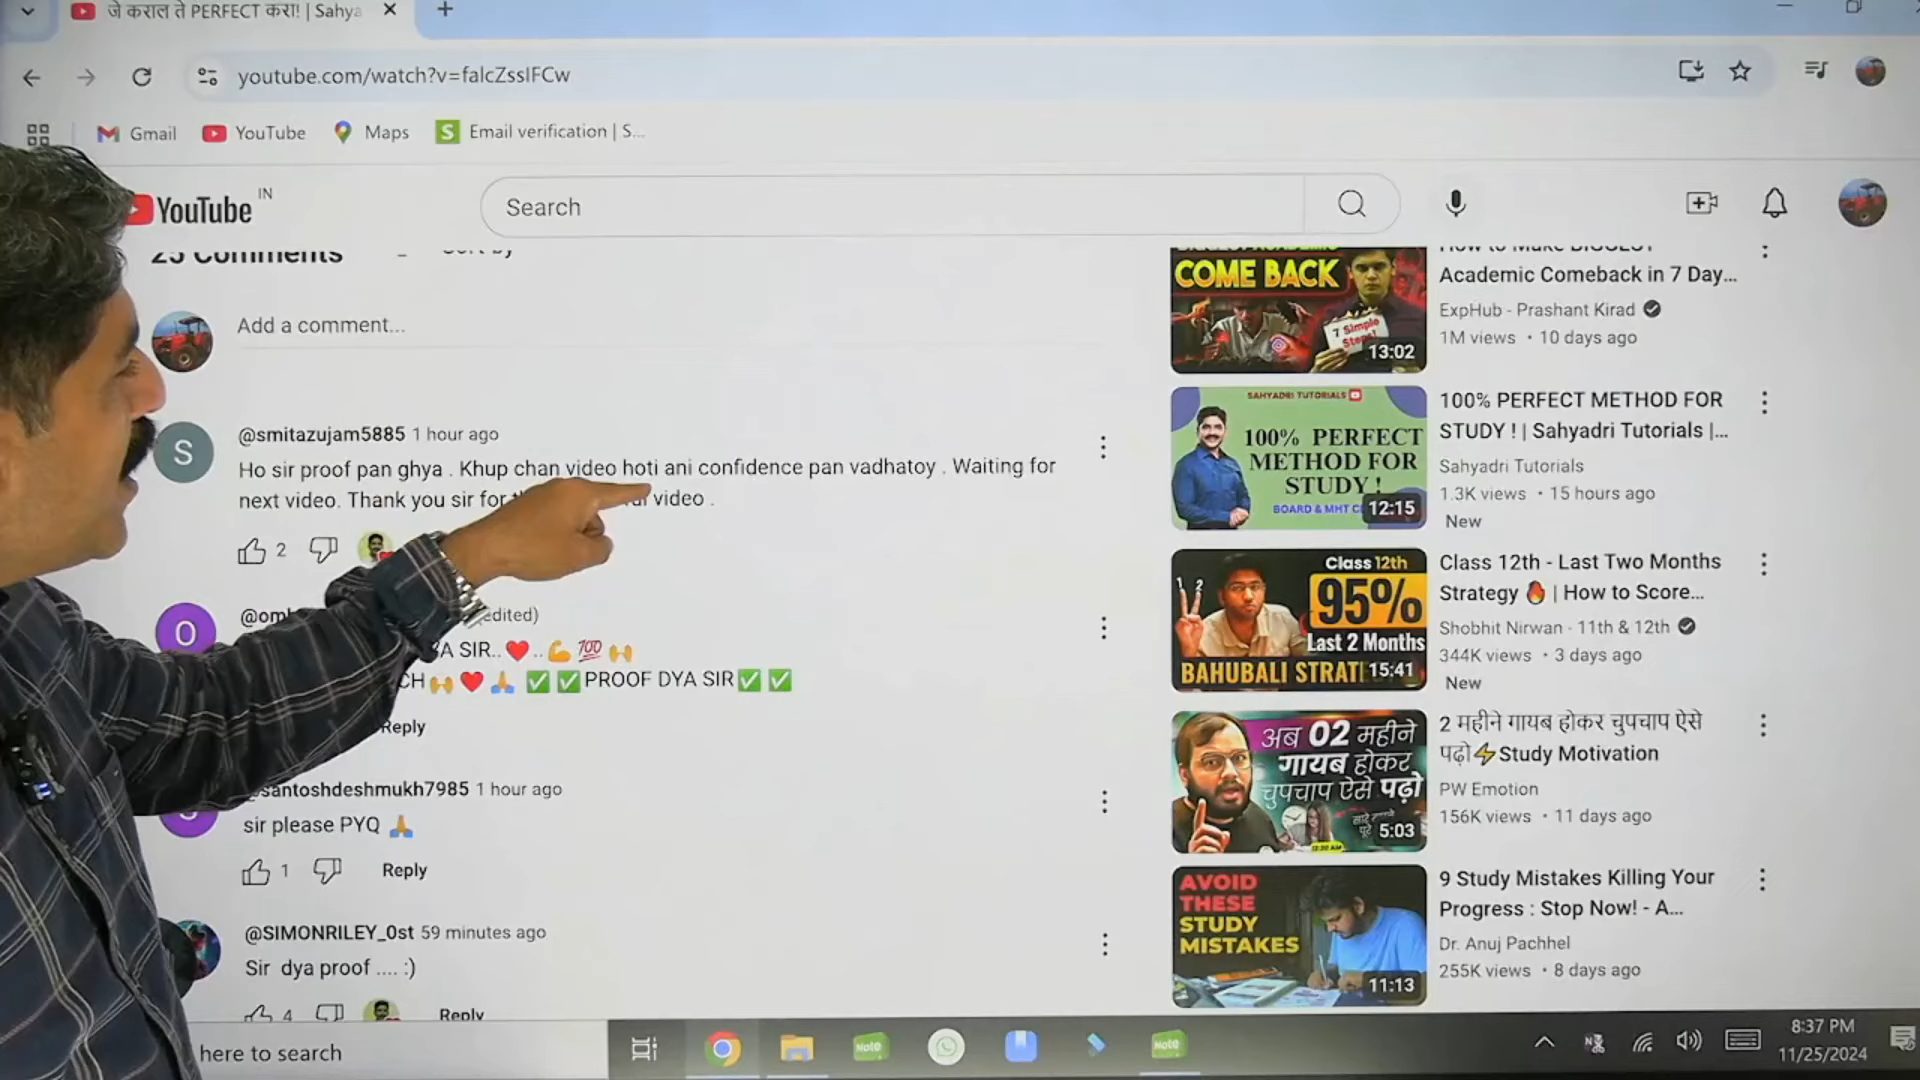 जे कराल ते PERFECT करा! | Sahya
youtube.com/watch?v=falcZssIFCw
Gmail
YouTube
Maps
Email verification | S...
YouTube IN
Search
25 Comments
Sort by
Add a comment...
@smitazujam5885 1 hour ago
Ho sir proof pan ghya . Khup chan video hoti ani confidence pan vadhatoy . Waiting for
next video. Thank you sir for video .
2
edited)
SIR..❤️..💪💯🙌
🙌❤️🙏 ✅✅PROOF DYA SIR✅✅
Reply
santoshdeshmukh7985 1 hour ago
sir please PYQ 🙏
1 Reply
@SIMONRILEY_0st 59 minutes ago
Sir dya proof .... :)
4 Reply
COME BACK
7 Simple
Steps!
13:02
How to Make BIGGEST
Academic Comeback in 7 Day...
ExpHub - Prashant Kirad
1M views • 10 days ago
SAHYADRI TUTORIALS
100% PERFECT
METHOD FOR
STUDY !
BOARD & MHT C
12:15
100% PERFECT METHOD FOR
STUDY ! | Sahyadri Tutorials |...
Sahyadri Tutorials
1.3K views • 15 hours ago
New
Class 12th
1 2
95%
Last 2 Months
BAHUBALI STRAT
15:41
Class 12th - Last Two Months
Strategy 🔥 | How to Score...
Shobhit Nirwan - 11th & 12th
344K views • 3 days ago
New
अब 02 महीने
गायब होकर
चुपचाप ऐसे पढ़ो
5:03
2 महीने गायब होकर चुपचाप ऐसे
पढ़ो⚡Study Motivation
PW Emotion
156K views • 11 days ago
AVOID
THESE
STUDY
MISTAKES
11:13
9 Study Mistakes Killing Your
Progress : Stop Now! - A...
Dr. Anuj Pachhel
255K views • 8 days ago
here to search
Note
Note
8:37 PM
11/25/2024